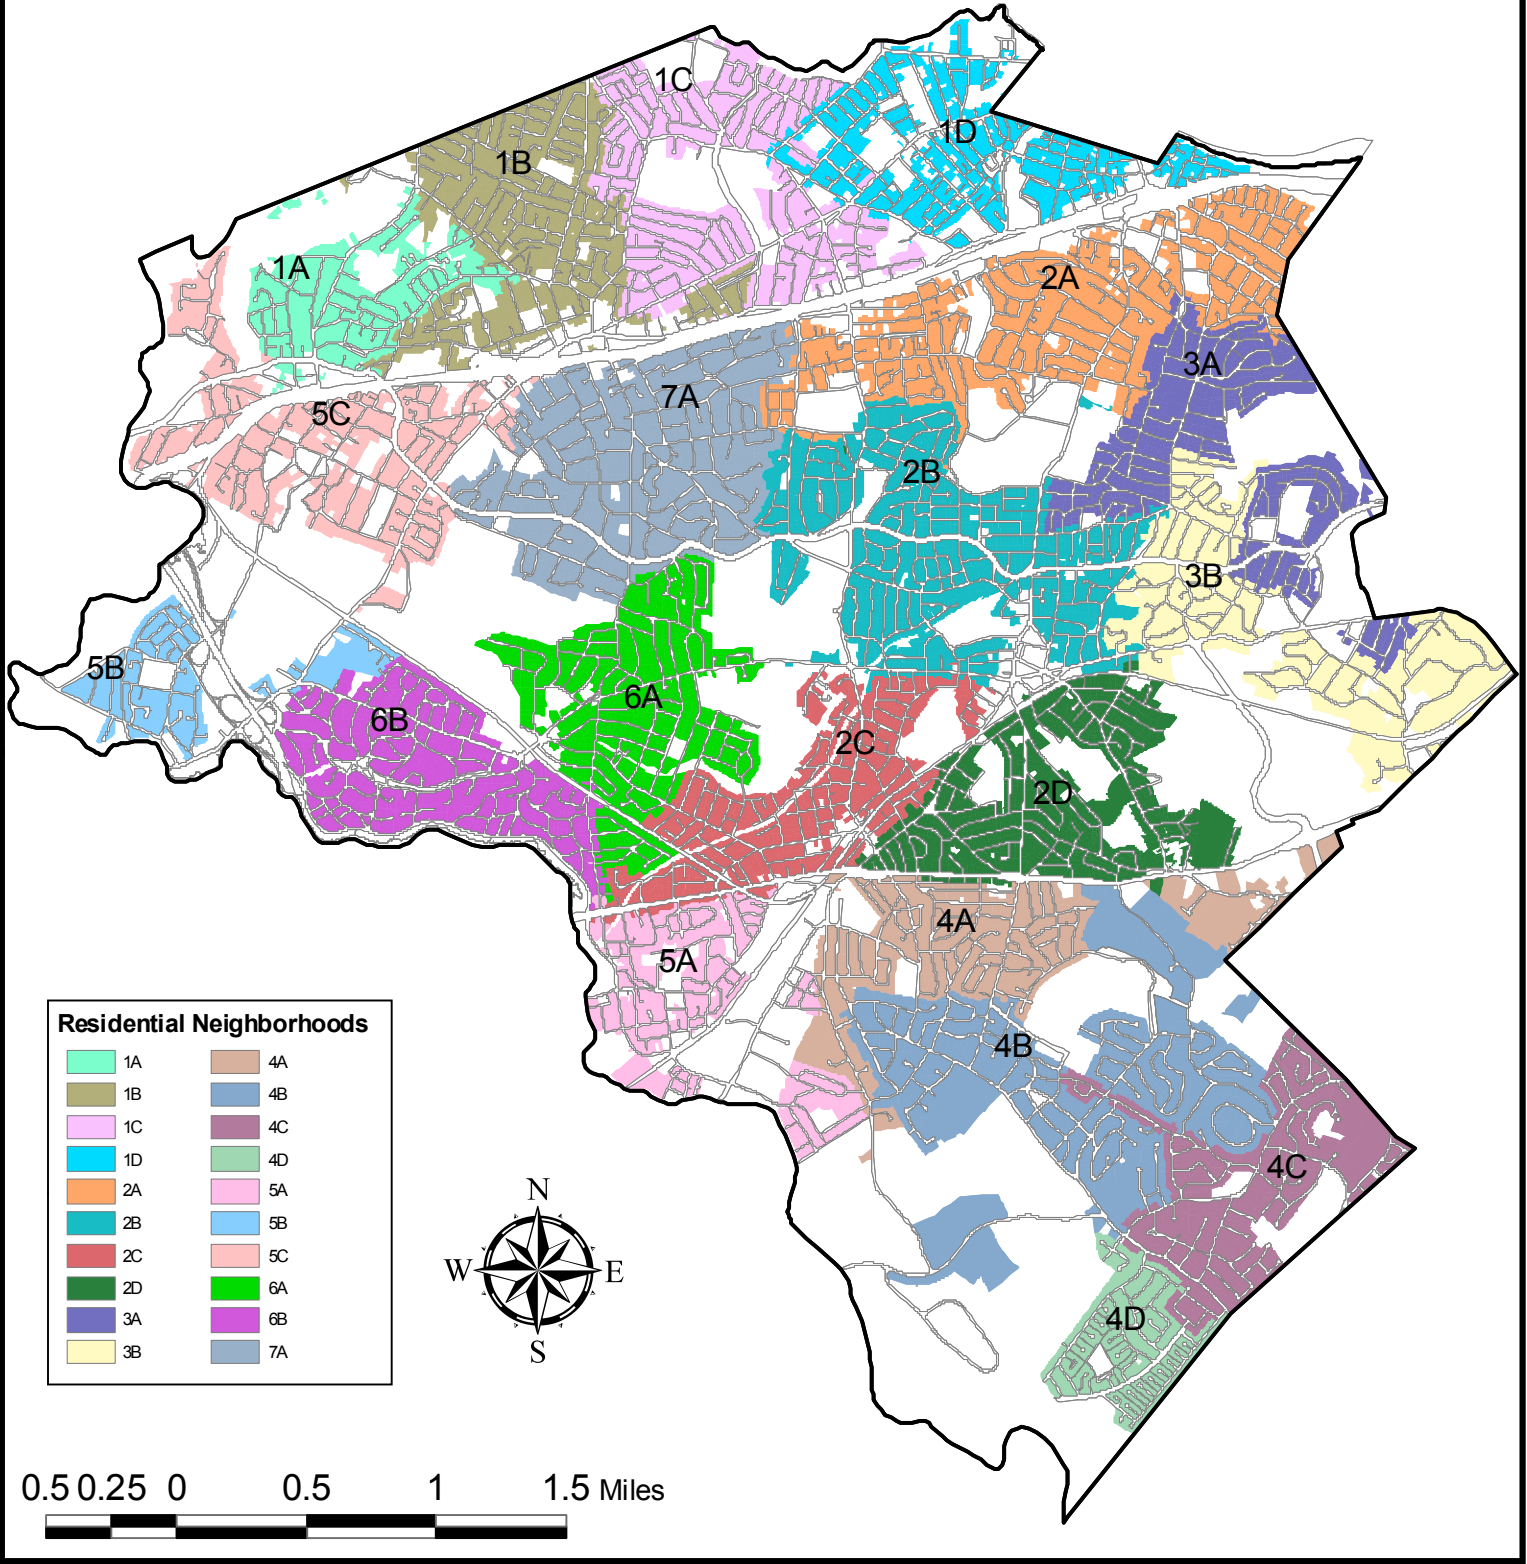 1C
1D
1B
1A
2A
3A
7A
5C
2B
3B
5B
6A
6B
2C
2D
4A
5A
4B
4C
4D
Residential Neighborhoods
1A 4A
1B 4B
1C 4C
1D 4D
2A 5A
2B 5B
2C 5C
2D 6A
3A 6B
3B 7A
N
W E
S
0.5 0.25 0 0.5 1 1.5 Miles